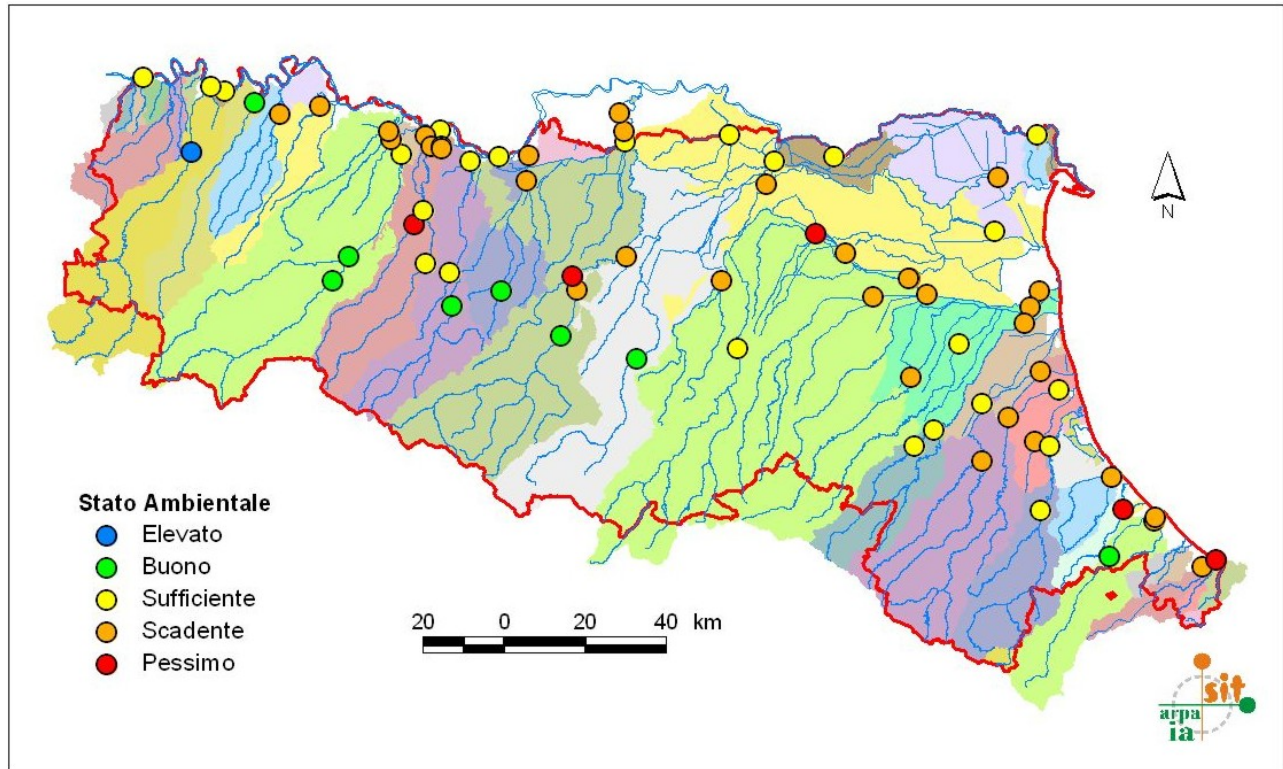 N
Stato Ambientale
Elevato
Buono
Sufficiente
Scadente
Pessimo
20 0 20 40 km
sit
arpa
ia